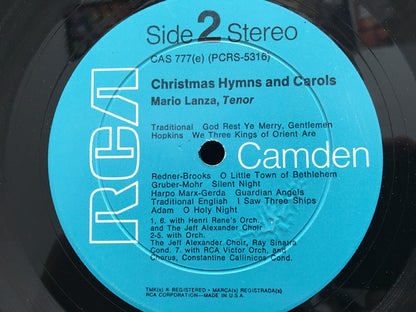 Side 2 Stereo
CAS 777(e) (PCRS-5316)
Christmas Hymns and Carols
Mario Lanza, Tenor
Traditional God Rest Ye Merry, Gentlemen
Hopkins We Three Kings of Orient Are
RCA Camden
Redner-Brooks O Little Town of Bethlehem
Gruber-Mohr Silent Night
Harpo Marx-Gerda Guardian Angels
Traditional English I Saw Three Ships
Adam O Holy Night
1, 6. with Henri Rene's Orch.
and The Jeff Alexander Choir
2-5. with Orch.
The Jeff Alexander Choir, Ray Sinatra
Cond. 7. with RCA Victor Orch. and
Chorus, Constantine Callinicos Cond.
TMK(s) ® REGISTERED • MARCA(s) REGISTRADA(s)
RCA CORPORATION—MADE IN U.S.A.